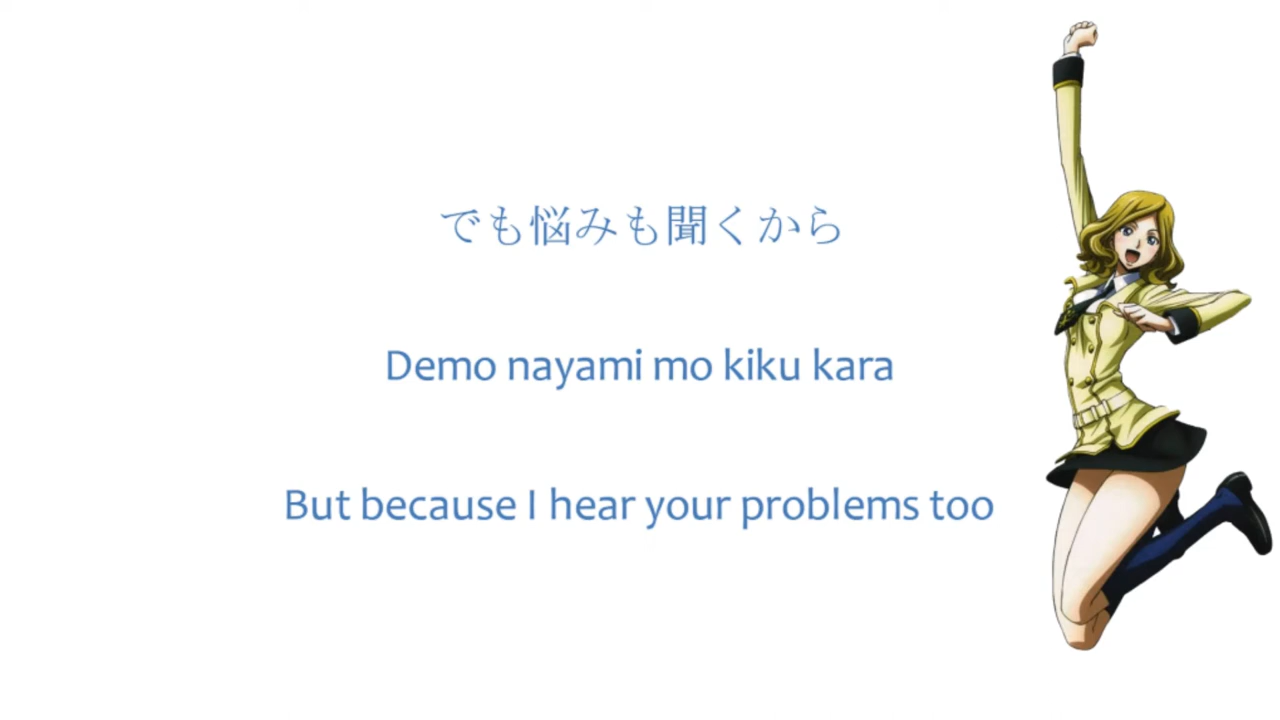 でも悩みも聞くから
Demo nayami mo kiku kara
But because I hear your problems too